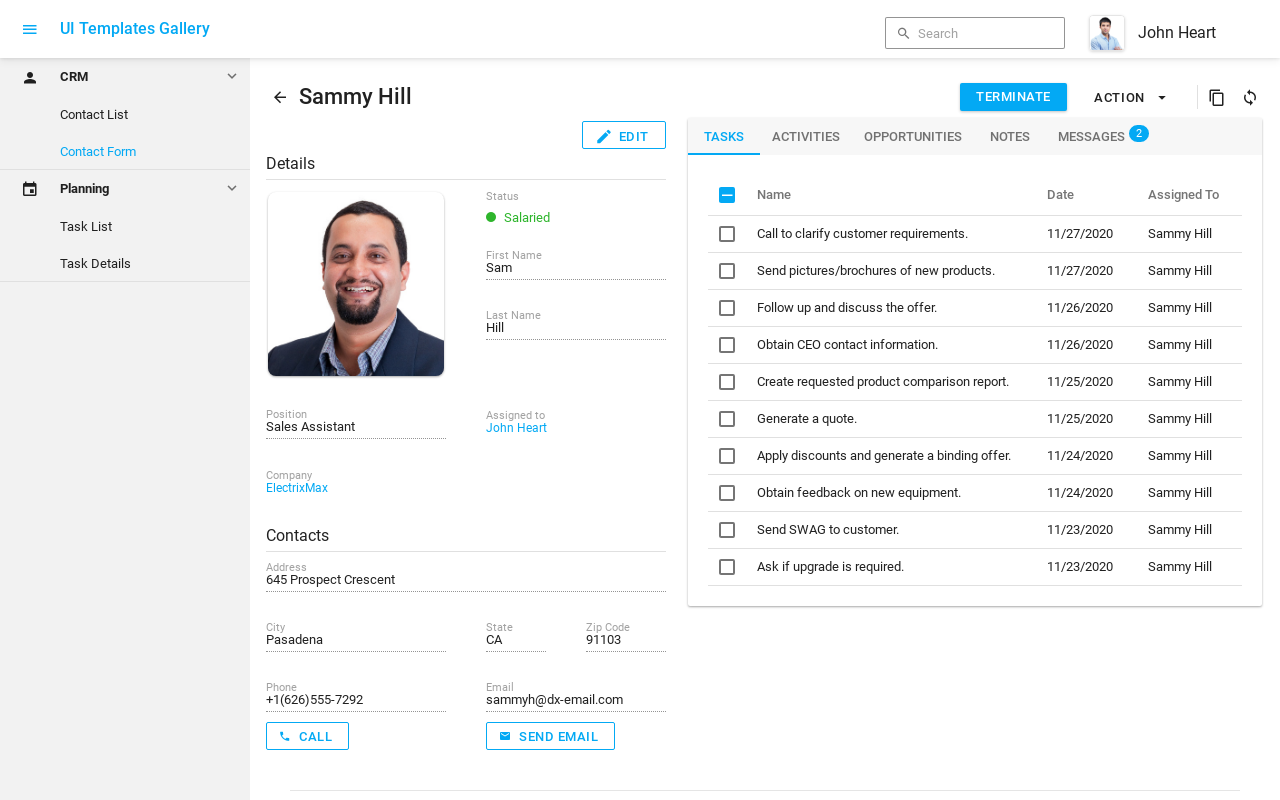 UI Templates Gallery
Search
John Heart
CRM
Contact List
Contact Form
Planning
Task List
Task Details
Sammy Hill
TERMINATE
ACTION
EDIT
Details
Status
Salaried
First Name
Sam
Last Name
Hill
Position
Sales Assistant
Assigned to
John Heart
Company
ElectrixMax
Contacts
Address
645 Prospect Crescent
City
Pasadena
State
CA
Zip Code
91103
Phone
+1(626)555-7292
Email
sammyh@dx-email.com
CALL
SEND EMAIL
TASKS ACTIVITIES OPPORTUNITIES NOTES MESSAGES 2
Name Date Assigned To
Call to clarify customer requirements. 11/27/2020 Sammy Hill
Send pictures/brochures of new products. 11/27/2020 Sammy Hill
Follow up and discuss the offer. 11/26/2020 Sammy Hill
Obtain CEO contact information. 11/26/2020 Sammy Hill
Create requested product comparison report. 11/25/2020 Sammy Hill
Generate a quote. 11/25/2020 Sammy Hill
Apply discounts and generate a binding offer. 11/24/2020 Sammy Hill
Obtain feedback on new equipment. 11/24/2020 Sammy Hill
Send SWAG to customer. 11/23/2020 Sammy Hill
Ask if upgrade is required. 11/23/2020 Sammy Hill